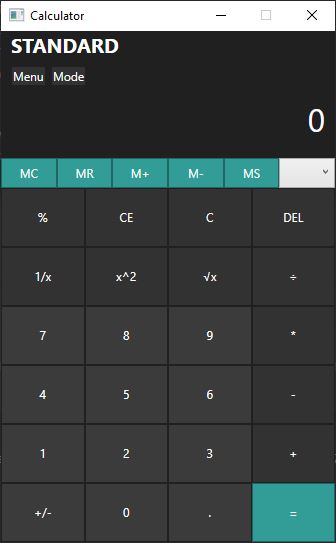 Calculator
STANDARD
Menu Mode
0
MC MR M+ M- MS
% CE C DEL
1/x x^2 √x ÷
7 8 9 *
4 5 6 -
1 2 3 +
+/- 0 . =